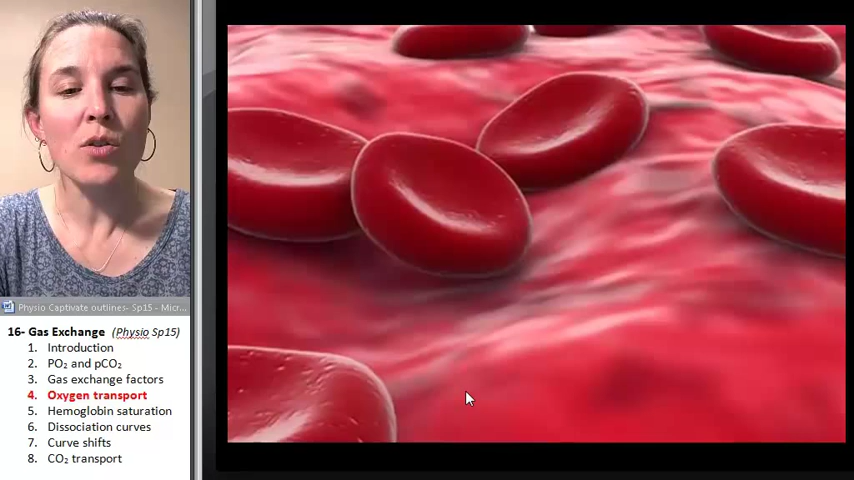 Physio Captivate outlines- Sp15 - Micr...
16- Gas Exchange (Physio Sp15)
1. Introduction
2. PO₂ and pCO₂
3. Gas exchange factors
4. Oxygen transport
5. Hemoglobin saturation
6. Dissociation curves
7. Curve shifts
8. CO₂ transport